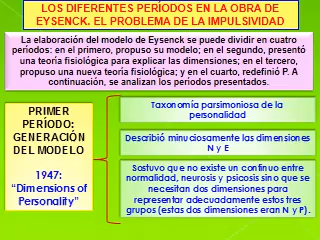 LOS DIFERENTES PERÍODOS EN LA OBRA DE
EYSENCK. EL PROBLEMA DE LA IMPULSIVIDAD
La elaboración del modelo de Eysenck se puede dividir en cuatro
períodos: en el primero, propuso su modelo; en el segundo, presentó
una teoría fisiológica para explicar las dimensiones; en el tercero,
propuso una nueva teoría fisiológica; y en el cuarto, redefinió P. A
continuación, se analizan los períodos presentados.
PRIMER
PERÍODO:
GENERACIÓN
DEL MODELO
1947:
“Dimensions of
Personality”
Taxonomía parsimoniosa de la
personalidad
Describió minuciosamente las dimensiones
N y E
Sostuvo que no existe un continuo entre
normalidad, neurosis y psicosis sino que se
necesitan dos dimensiones para
representar adecuadamente estos tres
grupos (estas dos dimensiones eran N y P).